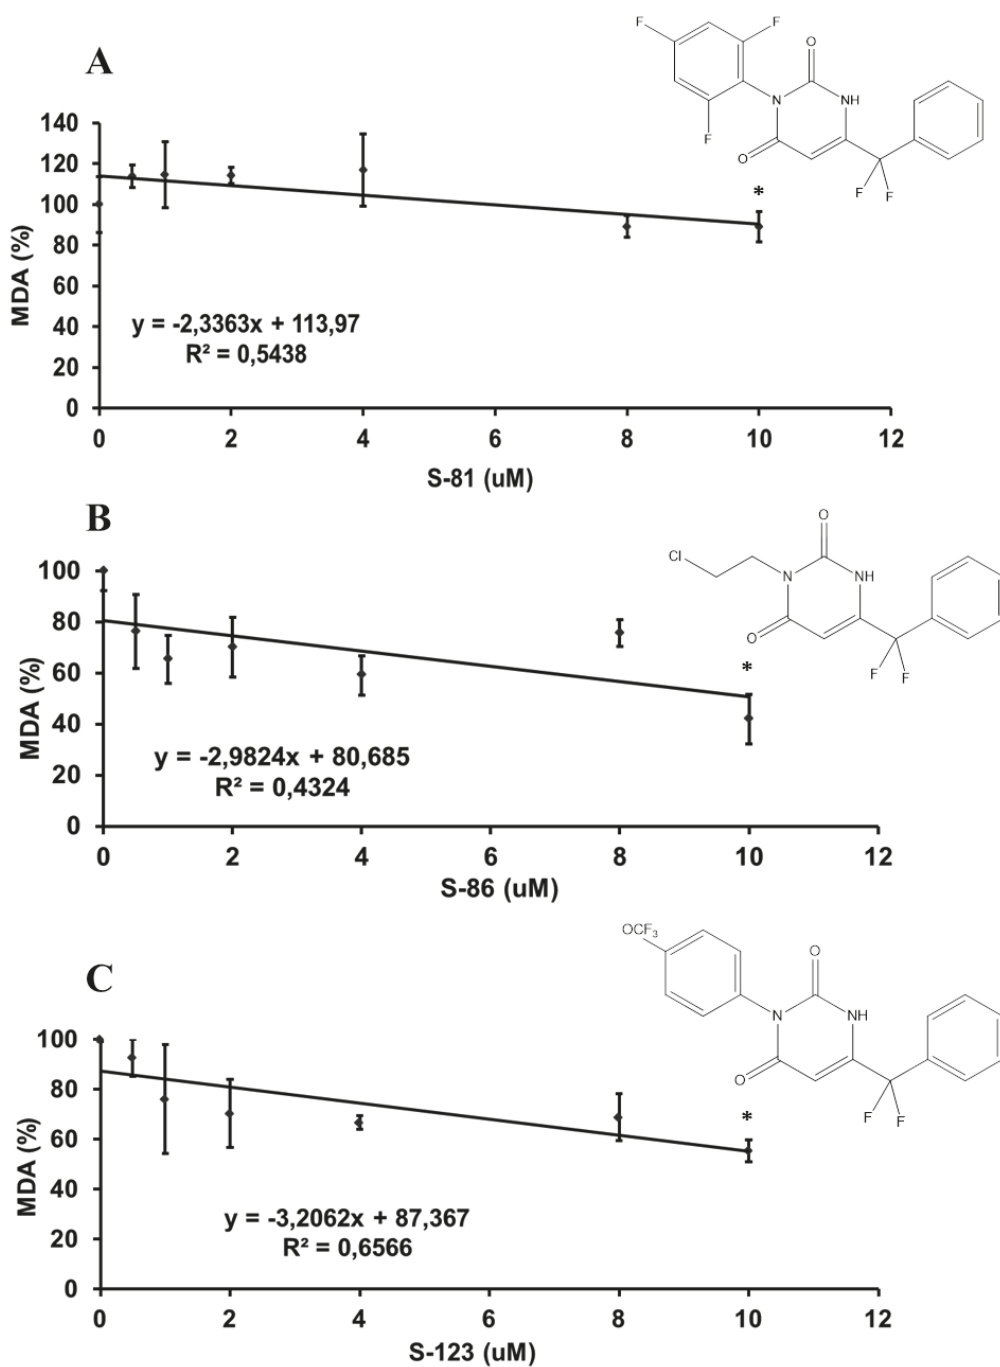 A
F
F
F
O
N
NH
O
F
F
*
MDA (%)
140
120
100
80
60
40
20
0
y = -2,3363x + 113,97
R² = 0,5438
0 2 4 6 8 10 12
S-81 (uM)
B
O
Cl
N
NH
O
F
F
*
MDA (%)
100
80
60
40
20
0
y = -2,9824x + 80,685
R² = 0,4324
0 2 4 6 8 10 12
S-86 (uM)
C
OCF₃
O
N
NH
O
F
F
*
MDA (%)
100
80
60
40
20
0
y = -3,2062x + 87,367
R² = 0,6566
0 2 4 6 8 10 12
S-123 (uM)